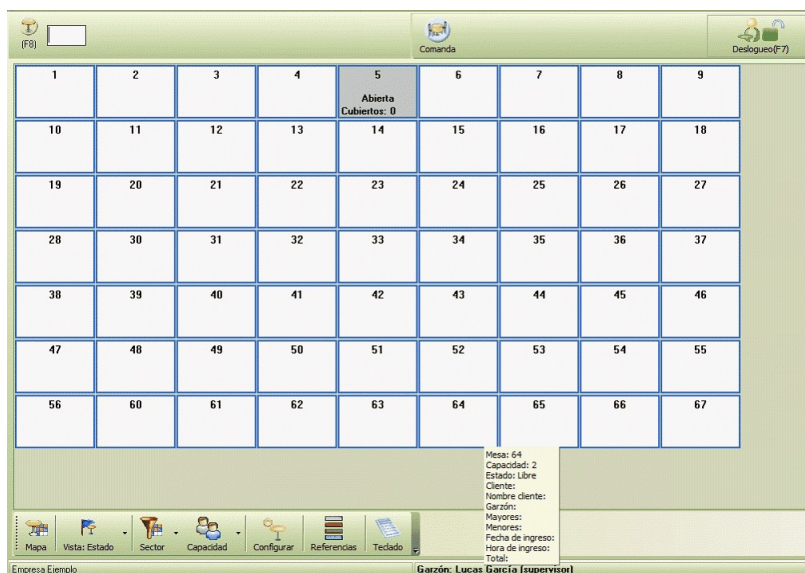 (F8)
Comanda
Deslogueo(F7)
1 2 3 4 5 6 7 8 9
Abierta
Cubiertos: 0
10 11 12 13 14 15 16 17 18
19 20 21 22 23 24 25 26 27
28 30 31 32 33 34 35 36 37
38 39 40 41 42 43 44 45 46
47 48 49 50 51 52 53 54 55
56 60 61 62 63 64 65 66 67
Mesa: 64
Capacidad: 2
Estado: Libre
Cliente:
Nombre cliente:
Garzón:
Mayores:
Menores:
Fecha de ingreso:
Hora de ingreso:
Total:
Mapa Vista: Estado Sector Capacidad Configurar Referencias Teclado
Empresa Ejemplo
Garzón: Lucas García (supervisor)